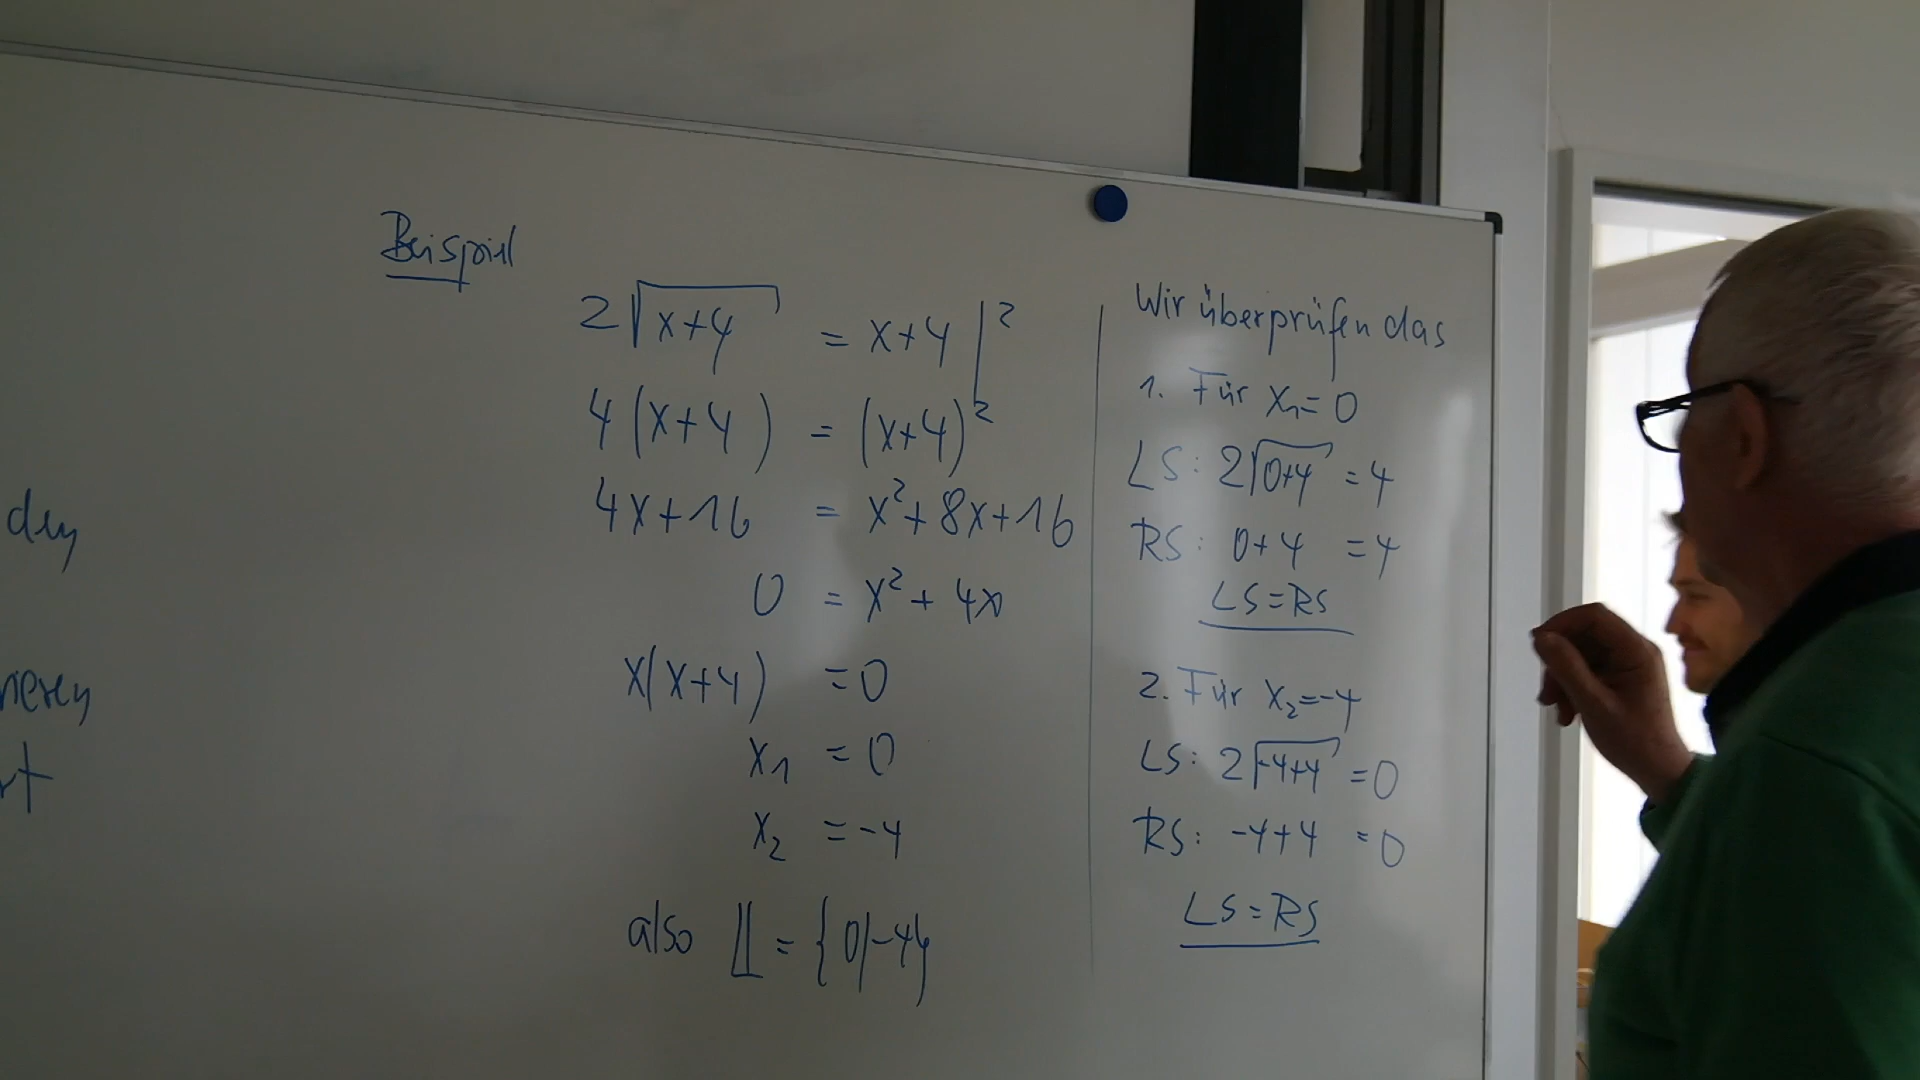 Beispiel
2√(x+4) = x+4 |²
4(x+4) = (x+4)²
4x+16 = x²+8x+16
0 = x²+4x
x(x+4) = 0
x₁ = 0
x₂ = -4
also 𝕃 = {0|-4}
Wir überprüfen das
1. Für x₁=0
LS: 2√(0+4) = 4
RS: 0+4 = 4
LS=RS
2. Für x₂=-4
LS: 2√(-4+4) = 0
RS: -4+4 = 0
LS=RS